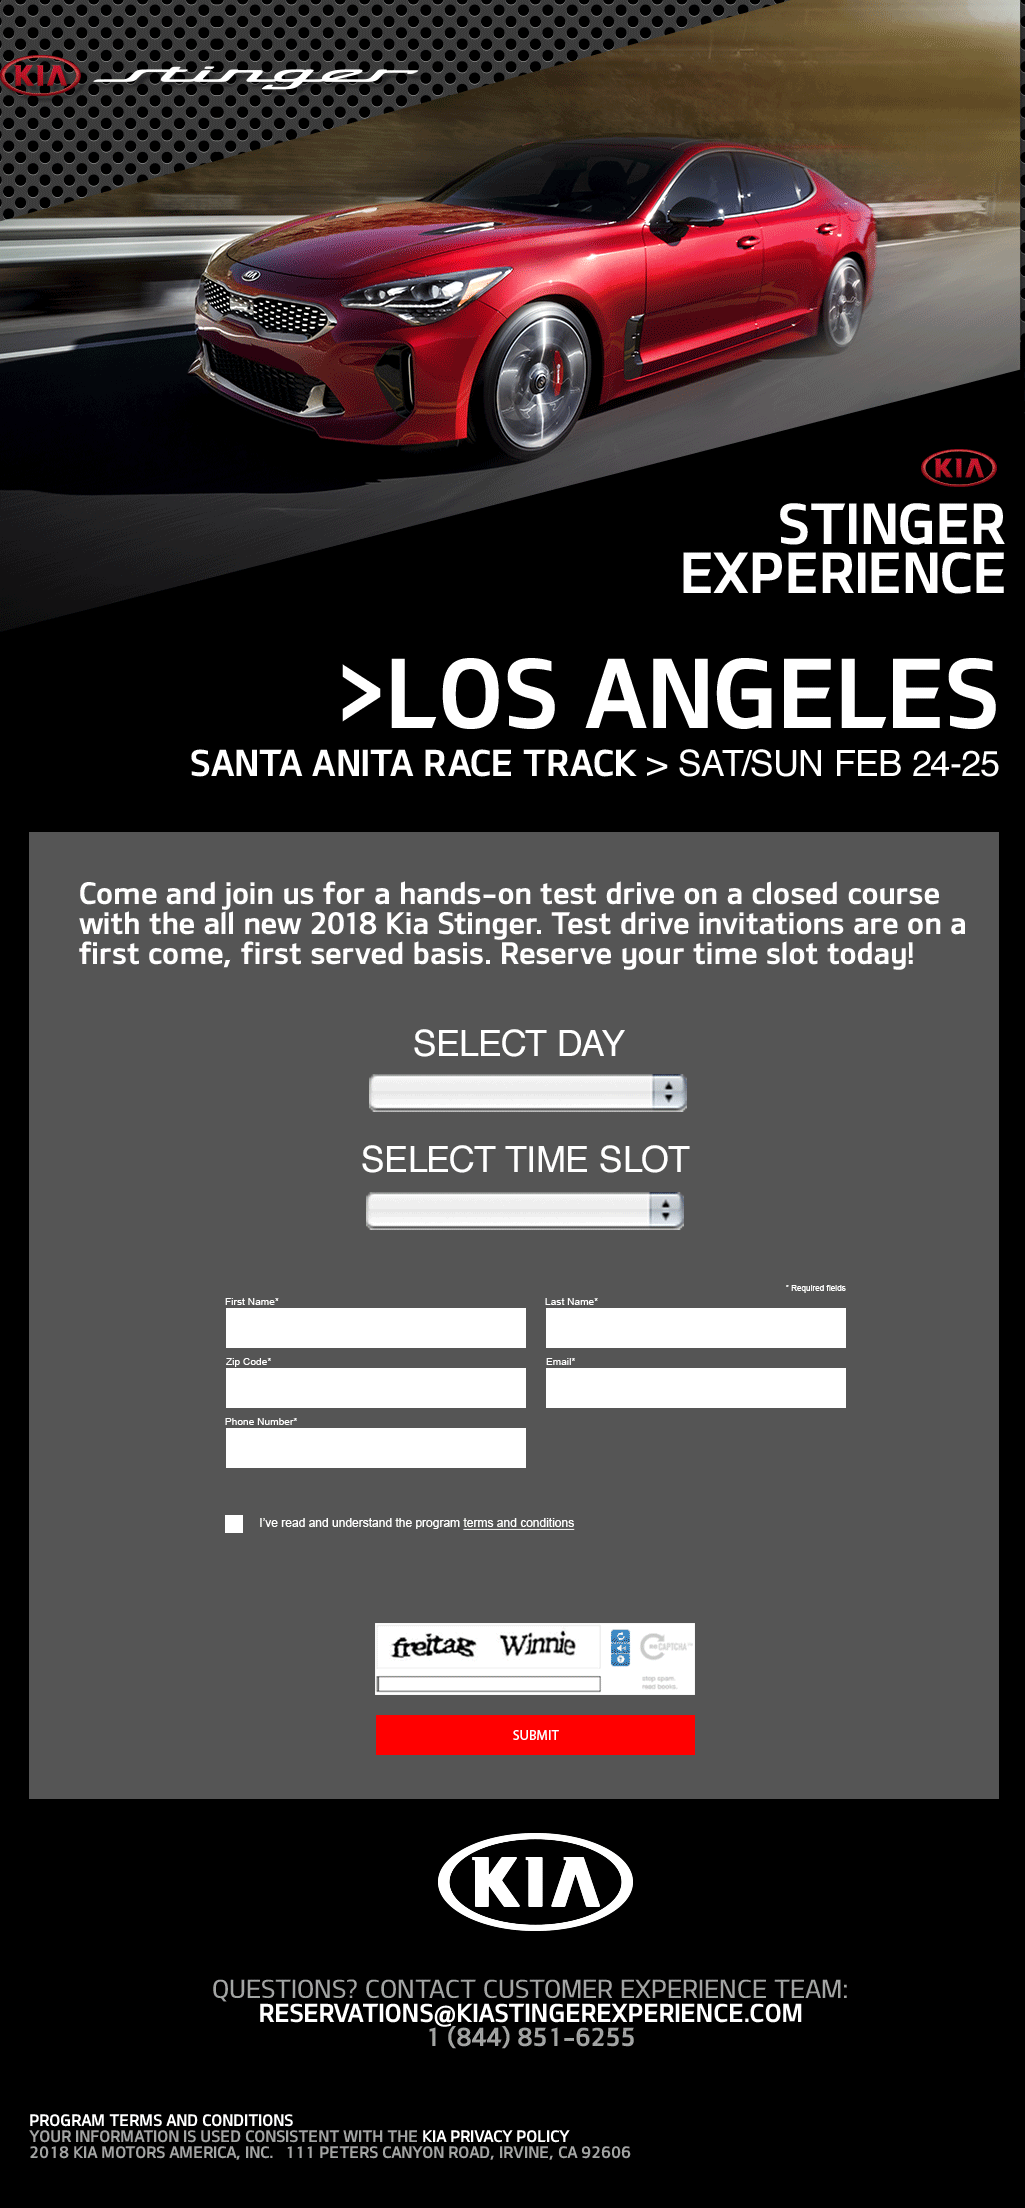 KIA stinger
KIA
KIA
STINGER
EXPERIENCE
>LOS ANGELES
SANTA ANITA RACE TRACK > SAT/SUN FEB 24-25
Come and join us for a hands-on test drive on a closed course
with the all new 2018 Kia Stinger. Test drive invitations are on a
first come, first served basis. Reserve your time slot today!
SELECT DAY
SELECT TIME SLOT
* Required fields
First Name*
Last Name*
Zip Code*
Email*
Phone Number*
I've read and understand the program terms and conditions
freitag Winnie
reCAPTCHA™
stop spam.
read books.
SUBMIT
KIA
QUESTIONS? CONTACT CUSTOMER EXPERIENCE TEAM:
RESERVATIONS@KIASTINGEREXPERIENCE.COM
1 (844) 851-6255
PROGRAM TERMS AND CONDITIONS
YOUR INFORMATION IS USED CONSISTENT WITH THE KIA PRIVACY POLICY
2018 KIA MOTORS AMERICA, INC. 111 PETERS CANYON ROAD, IRVINE, CA 92606